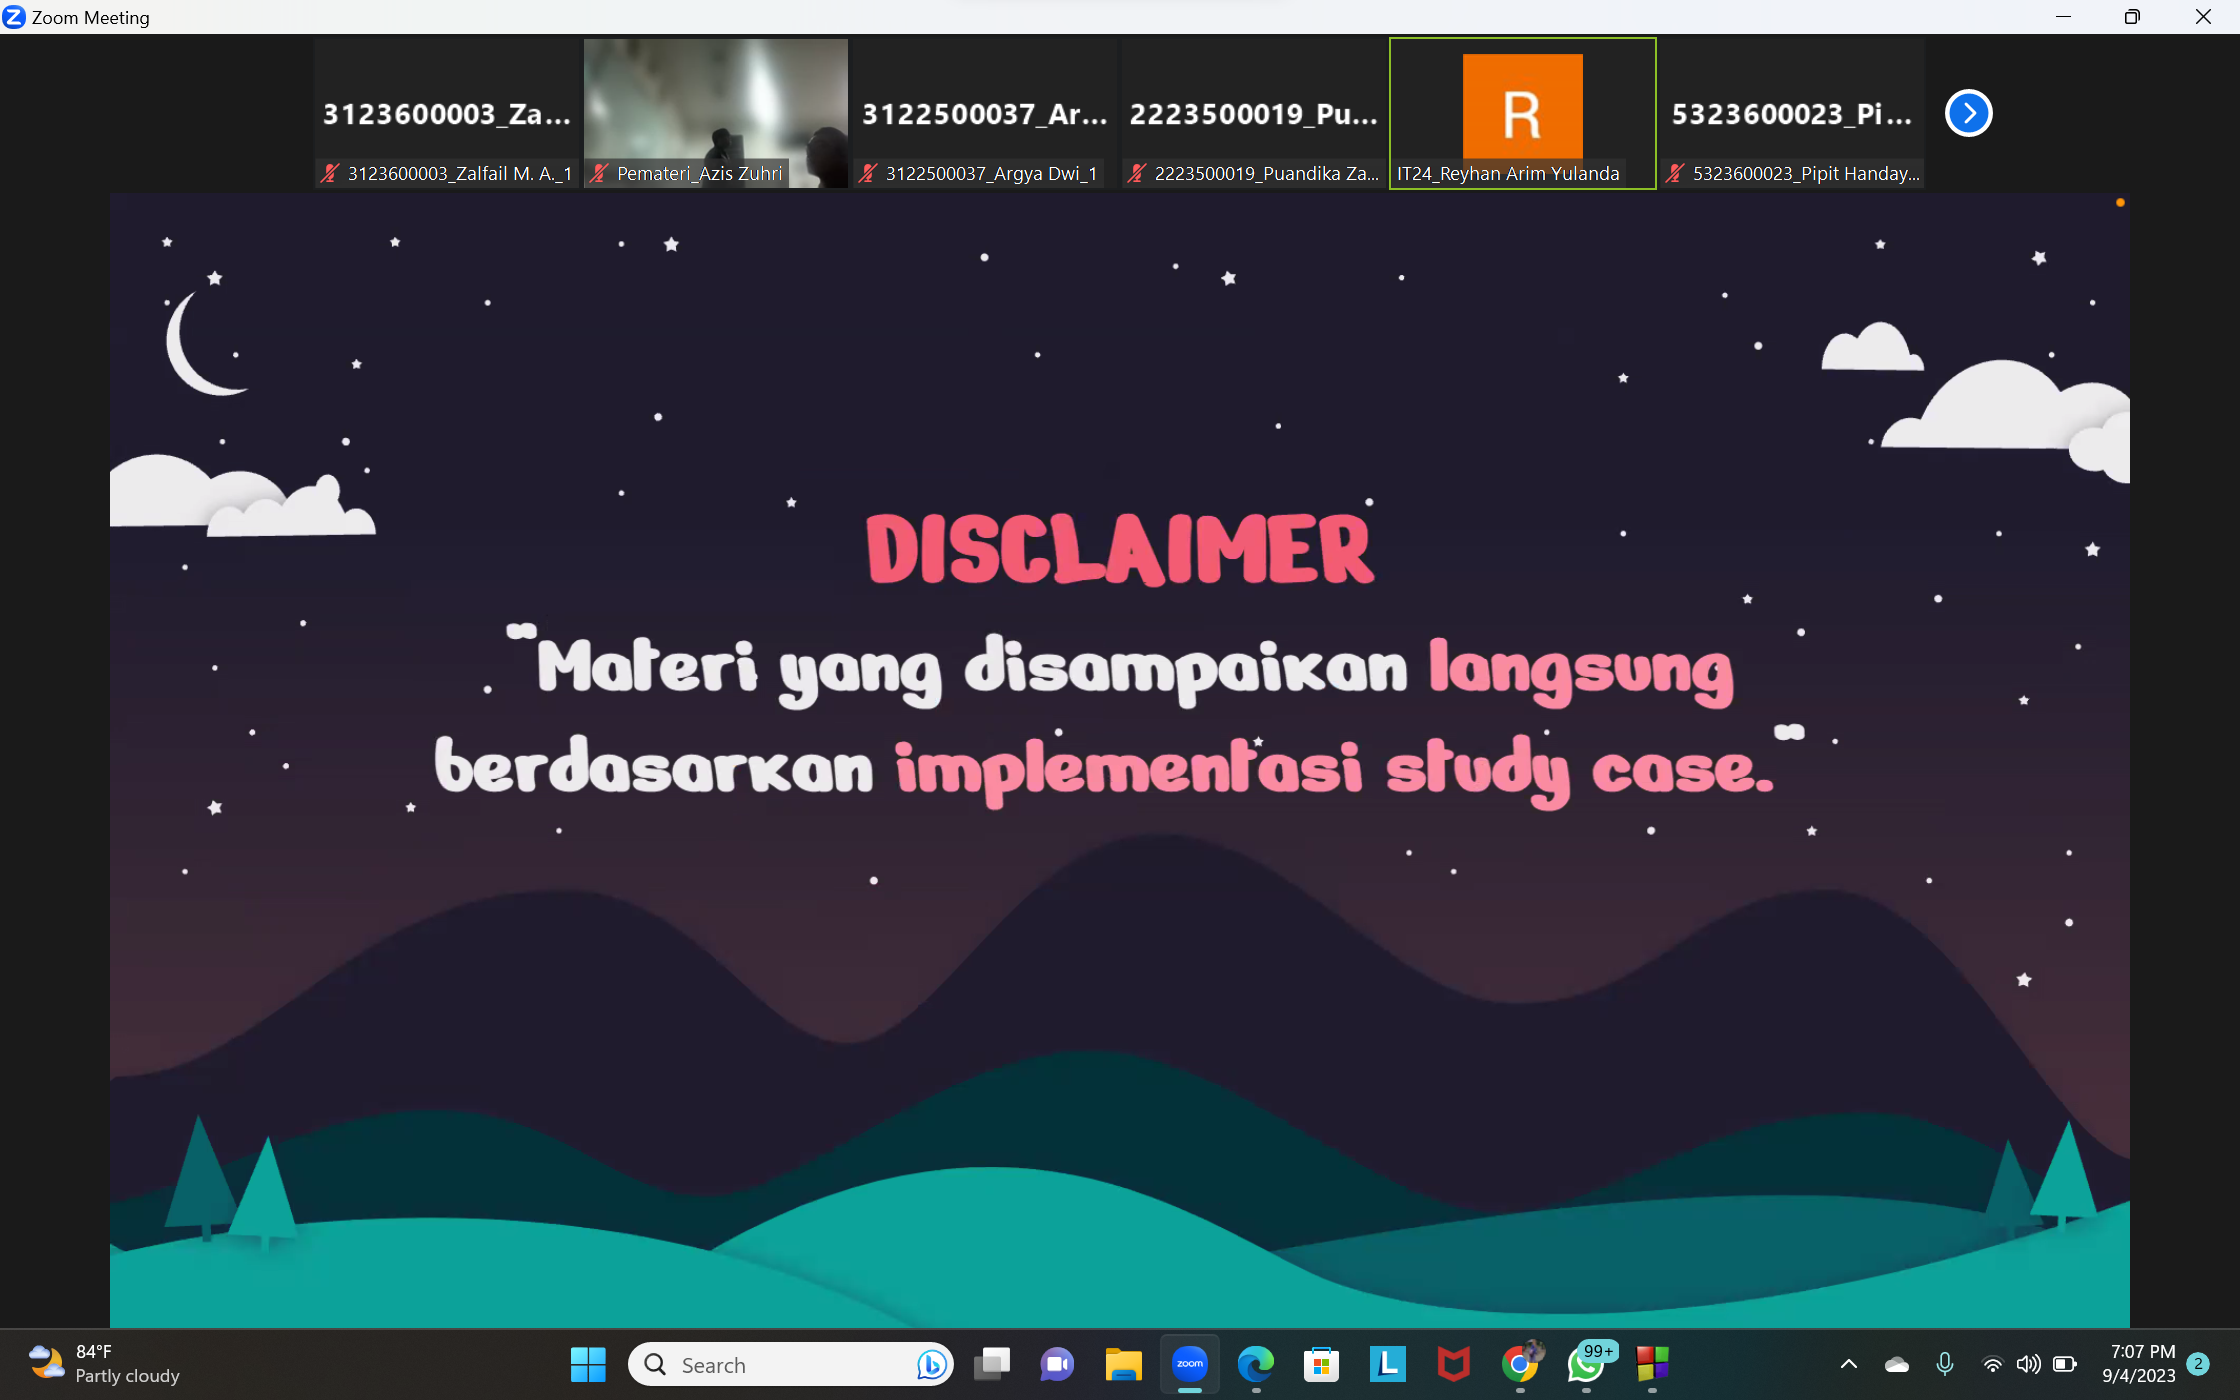 Zoom Meeting
3123600003_Za...
3122500037_Ar...
2223500019_Pu...
R
5323600023_Pi...
3123600003_Zalfail M. A._1
Pemateri_Azis Zuhri
3122500037_Argya Dwi_1
2223500019_Puandika Za...
IT24_Reyhan Arim Yulanda
5323600023_Pipit Handay...
DISCLAIMER
"Materi yang disampaikan langsung
berdasarkan implementasi study case."
84°F
Partly cloudy
Search
zoom
L
99+
7:07 PM
9/4/2023
2